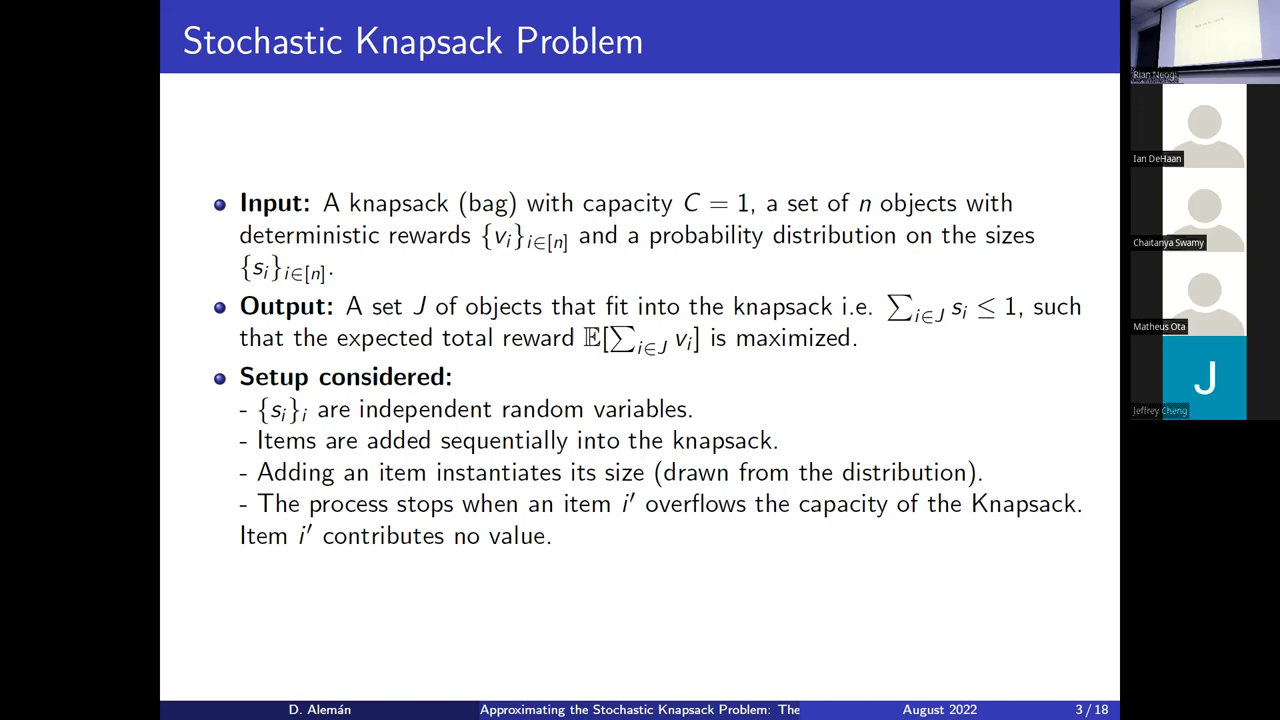 Stochastic Knapsack Problem
Input: A knapsack (bag) with capacity C = 1, a set of n objects with
deterministic rewards {v_i}_{i∈[n]} and a probability distribution on the sizes
{s_i}_{i∈[n]}.
Output: A set J of objects that fit into the knapsack i.e. ∑_{i∈J} s_i ≤ 1, such
that the expected total reward 𝔼[∑_{i∈J} v_i] is maximized.
Setup considered:
- {s_i}_i are independent random variables.
- Items are added sequentially into the knapsack.
- Adding an item instantiates its size (drawn from the distribution).
- The process stops when an item i′ overflows the capacity of the Knapsack.
Item i′ contributes no value.
D. Alemán
Approximating the Stochastic Knapsack Problem: The
August 2022
3 / 18
Rian Neogi
Ian DeHaan
Chaitanya Swamy
Matheus Ota
J
Jeffrey Cheng